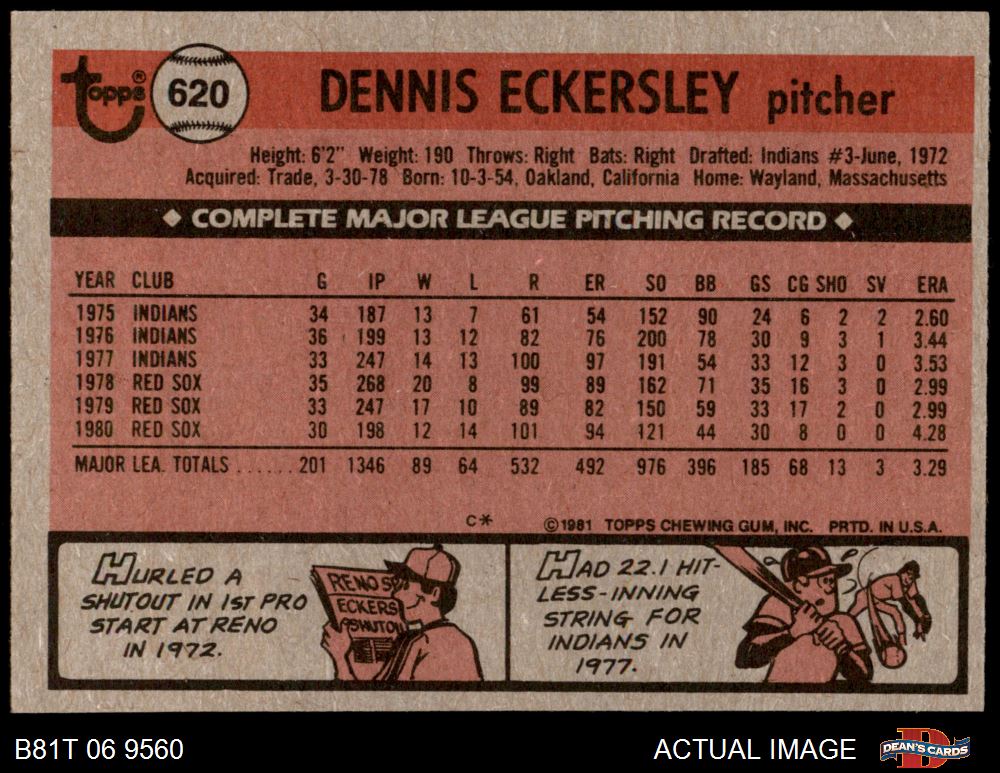 Topps® 620 DENNIS ECKERSLEY pitcher
Height: 6'2" Weight: 190 Throws: Right Bats: Right Drafted: Indians #3-June, 1972
Acquired: Trade, 3-30-78 Born: 10-3-54, Oakland, California Home: Wayland, Massachusetts
◆ COMPLETE MAJOR LEAGUE PITCHING RECORD ◆
YEAR CLUB G IP W L R ER SO BB GS CG SHO SV ERA
1975 INDIANS 34 187 13 7 61 54 152 90 24 6 2 2 2.60
1976 INDIANS 36 199 13 12 82 76 200 78 30 9 3 1 3.44
1977 INDIANS 33 247 14 13 100 97 191 54 33 12 3 0 3.53
1978 RED SOX 35 268 20 8 99 89 162 71 35 16 3 0 2.99
1979 RED SOX 33 247 17 10 89 82 150 59 33 17 2 0 2.99
1980 RED SOX 30 198 12 14 101 94 121 44 30 8 0 0 4.28
MAJOR LEA. TOTALS ...... 201 1346 89 64 532 492 976 396 185 68 13 3 3.29
C* ©1981 TOPPS CHEWING GUM, INC. PRTD. IN U.S.A.
HURLED A
SHUTOUT IN 1ST PRO
START AT RENO
IN 1972.
RENO
ECKERS
HAD 22.1 HIT-
LESS-INNING
STRING FOR
INDIANS IN
1977.
B81T 06 9560 ACTUAL IMAGE DEAN'S CARDS